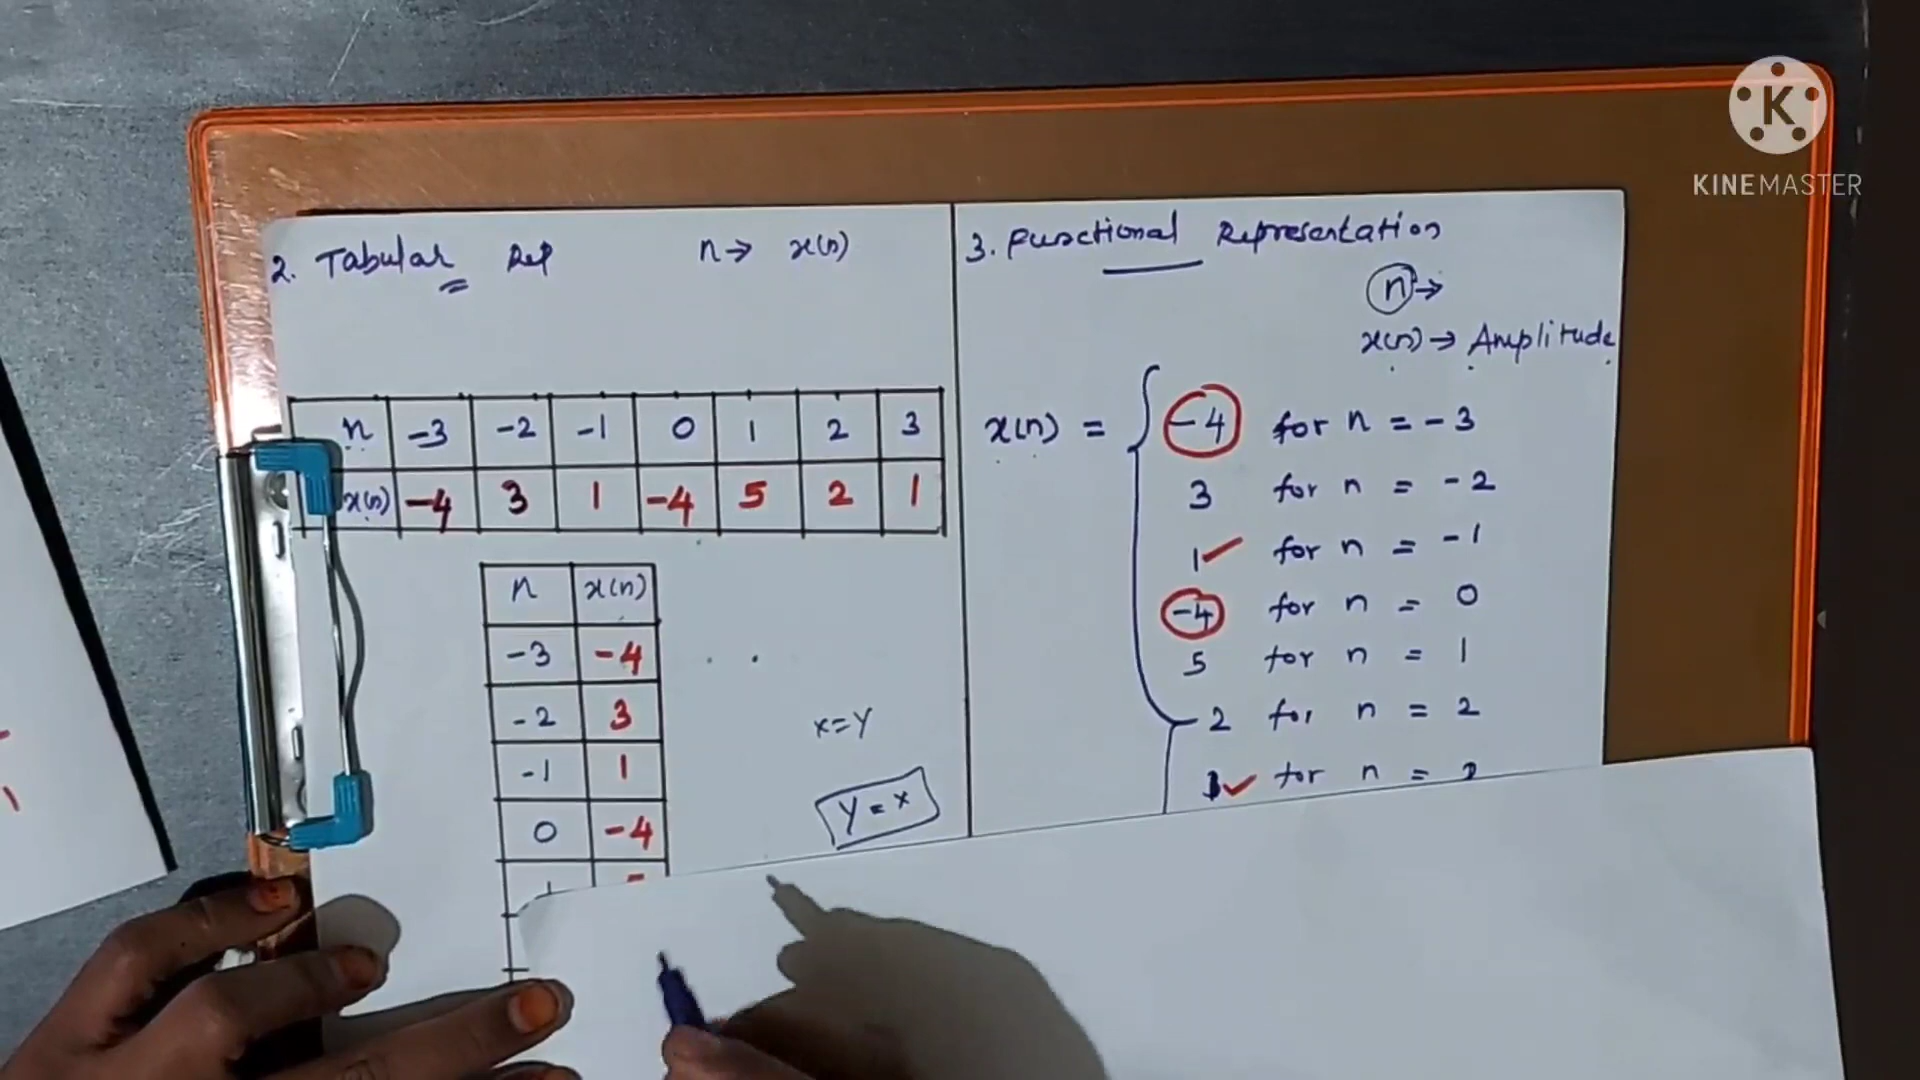 KINEMASTER
2. Tabular Rep n → x(n)
n -3 -2 -1 0 1 2 3
x(n) -4 3 1 -4 5 2 1
n x(n)
-3 -4
-2 3
-1 1
0 -4
x=y
y=x
3. Functional Representation
n →
x(n) → Amplitude
x(n) = { -4 for n = -3
3 for n = -2
1 for n = -1
-4 for n = 0
5 for n = 1
2 for n = 2
1 for n =